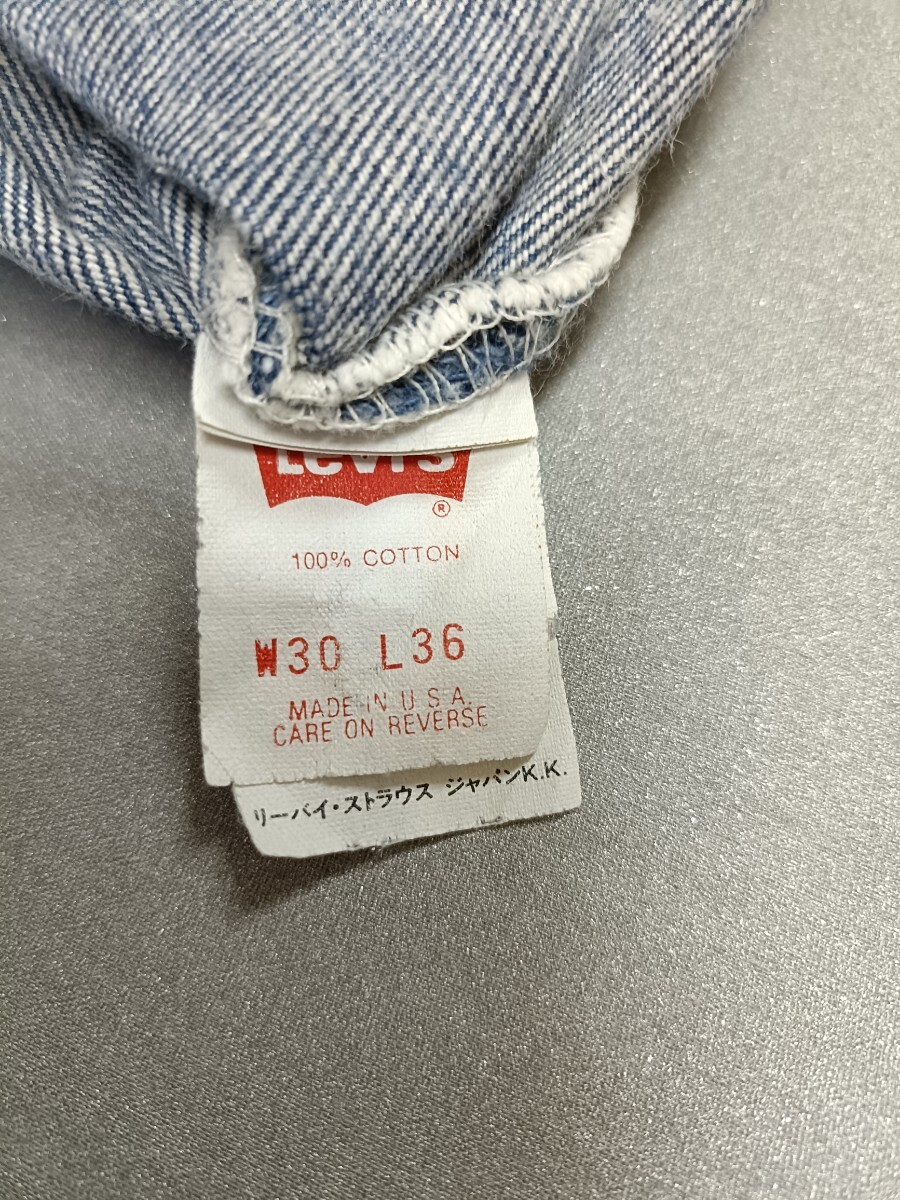 Levi's
®
100% COTTON
W30 L36
MADE IN U S A.
CARE ON REVERSE
リーバイ・ストラウス ジャパンK.K.